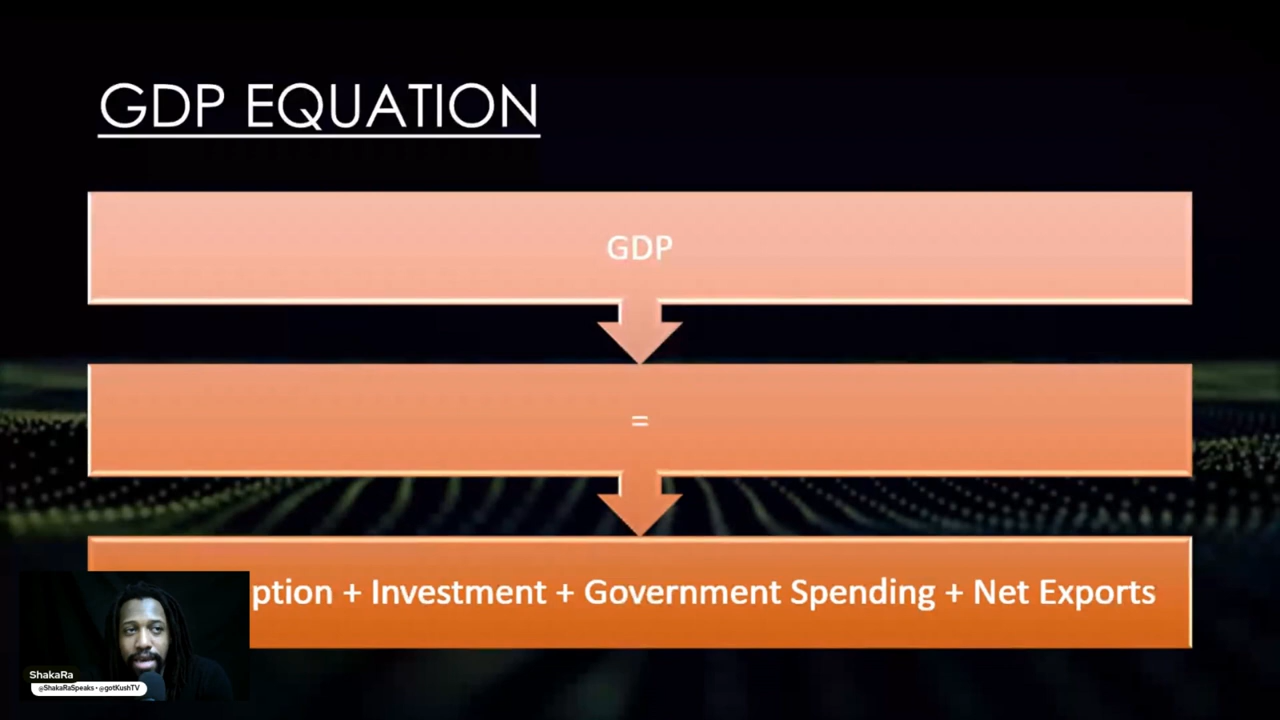 GDP EQUATION
GDP
=
ption + Investment + Government Spending + Net Exports
ShakaRa
@ShakaRaSpeaks • @gotKushTV